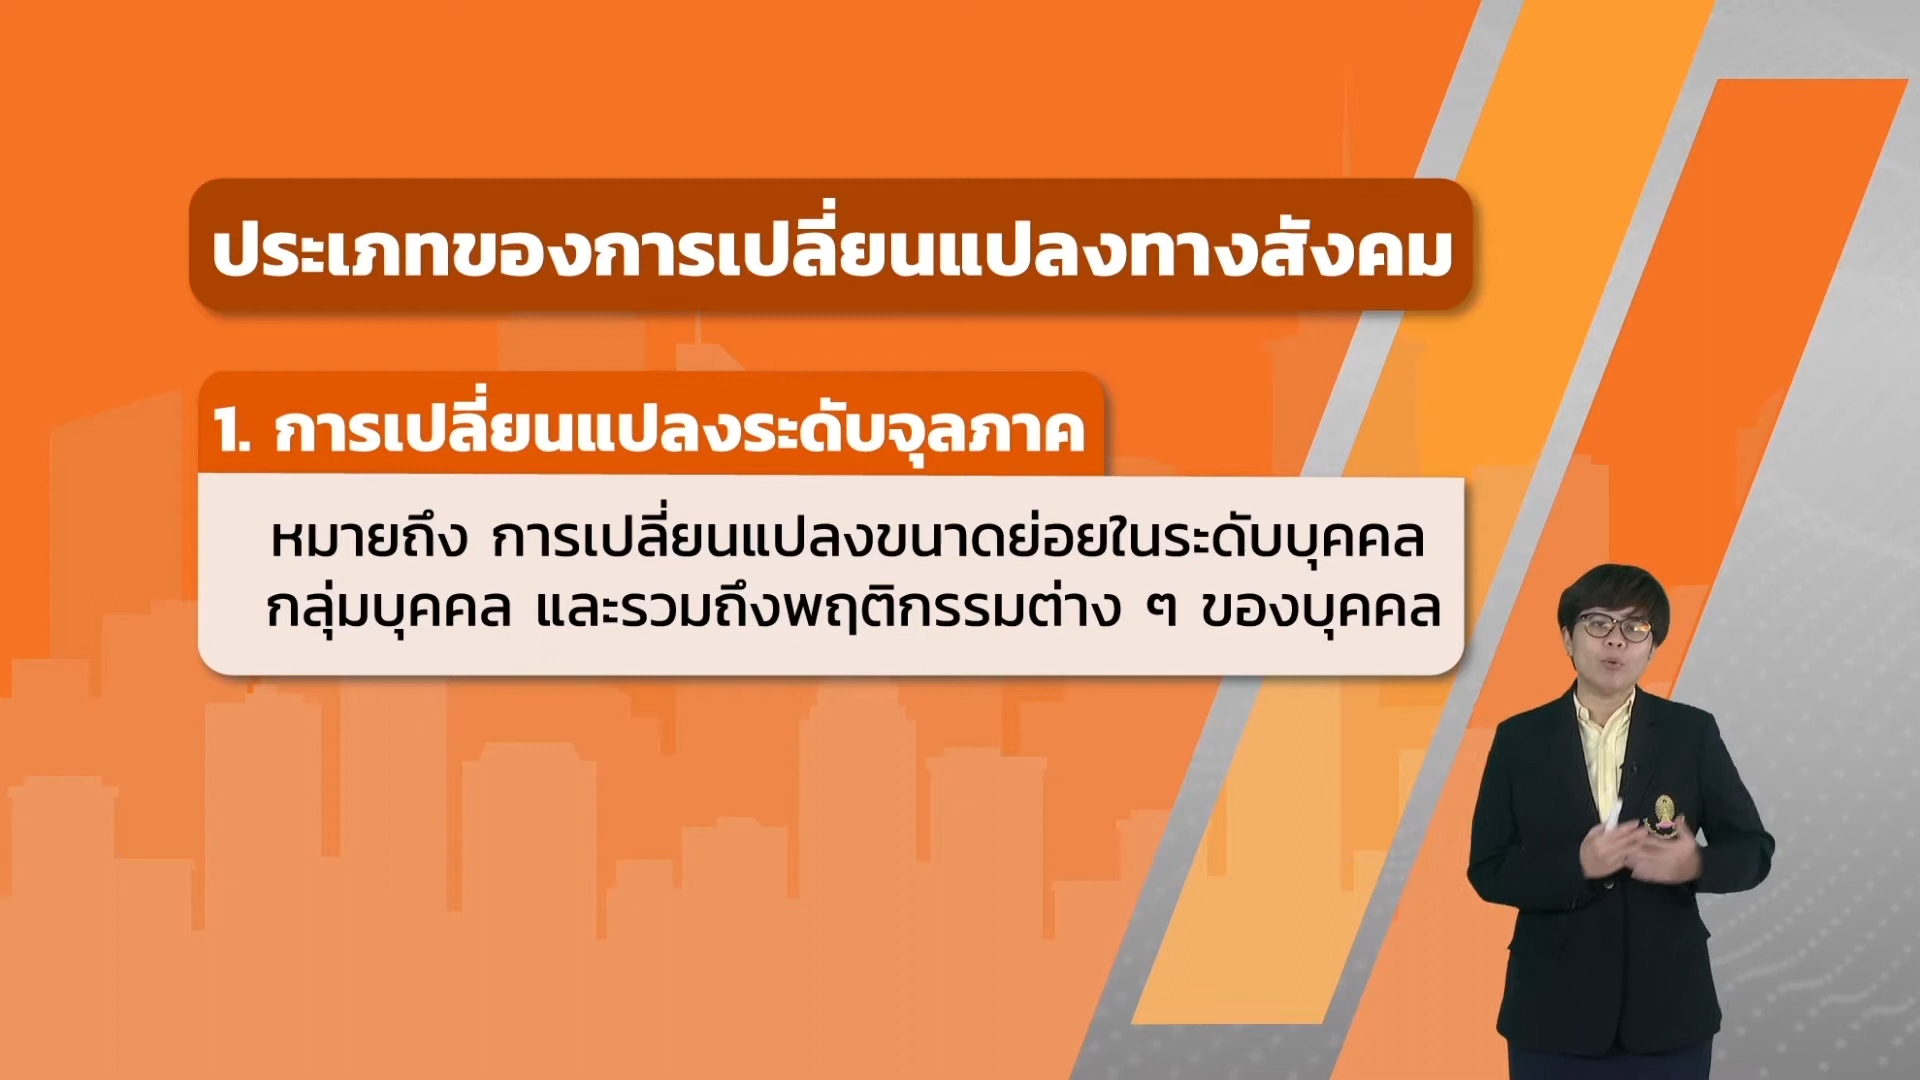 ประเภทของการเปลี่ยนแปลงทางสังคม
1. การเปลี่ยนแปลงระดับจุลภาค
หมายถึง การเปลี่ยนแปลงขนาดย่อยในระดับบุคคล
กลุ่มบุคคล และรวมถึงพฤติกรรมต่าง ๆ ของบุคคล